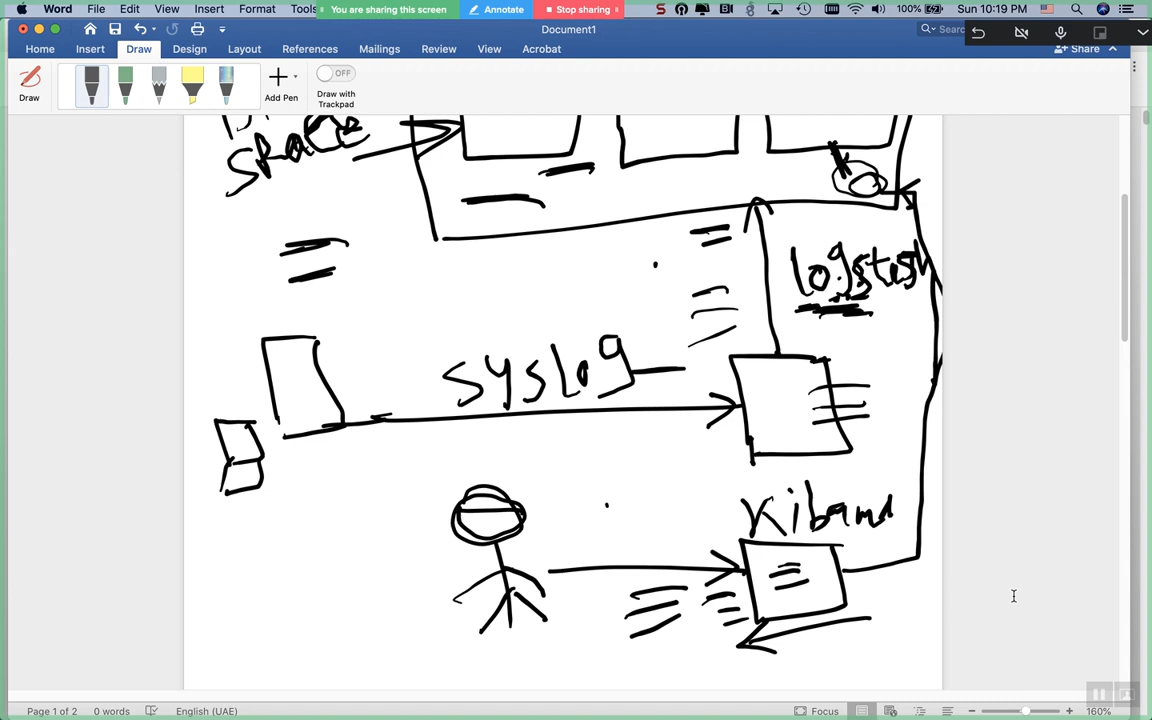 Word File Edit View Insert Format Tools You are sharing this screen Annotate Stop sharing 100% Sun 10:19 PM
Document1
Home Insert Draw Design Layout References Mailings Review View Acrobat Share
Draw
Add Pen
OFF
Draw with
Trackpad
space
logstash
syslog
Kibana
Page 1 of 2 0 words English (UAE) Focus 160%